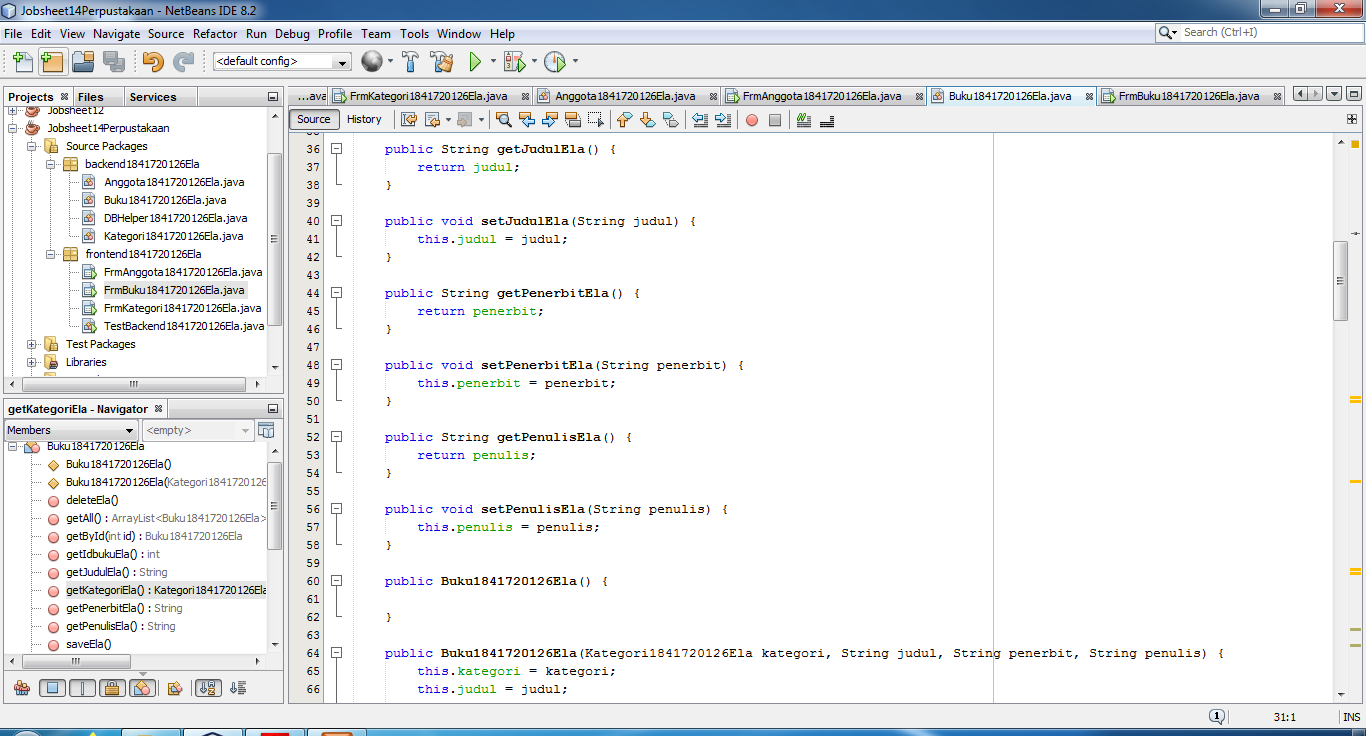 Jobsheet14Perpustakaan - NetBeans IDE 8.2
File Edit View Navigate Source Refactor Run Debug Profile Team Tools Window Help
Search (Ctrl+I)
<default config>
Projects Files Services
Jobsheet12
Jobsheet14Perpustakaan
Source Packages
backend1841720126Ela
Anggota1841720126Ela.java
Buku1841720126Ela.java
DBHelper1841720126Ela.java
Kategori1841720126Ela.java
frontend1841720126Ela
FrmAnggota1841720126Ela.java
FrmBuku1841720126Ela.java
FrmKategori1841720126Ela.java
TestBackend1841720126Ela.java
Test Packages
Libraries
getKategoriEla - Navigator
Members <empty>
Buku1841720126Ela
Buku1841720126Ela()
Buku1841720126Ela(Kategori1841720126
deleteEla()
getAll() : ArrayList<Buku1841720126Ela>
getById(int id) : Buku1841720126Ela
getIdbukuEla() : int
getJudulEla() : String
getKategoriEla() : Kategori1841720126Ela
getPenerbitEla() : String
getPenulisEla() : String
saveEla()
...ava FrmKategori1841720126Ela.java Anggota1841720126Ela.java FrmAnggota1841720126Ela.java Buku1841720126Ela.java FrmBuku1841720126Ela.java
Source History
36 public String getJudulEla() {
37 return judul;
38 }
39
40 public void setJudulEla(String judul) {
41 this.judul = judul;
42 }
43
44 public String getPenerbitEla() {
45 return penerbit;
46 }
47
48 public void setPenerbitEla(String penerbit) {
49 this.penerbit = penerbit;
50 }
51
52 public String getPenulisEla() {
53 return penulis;
54 }
55
56 public void setPenulisEla(String penulis) {
57 this.penulis = penulis;
58 }
59
60 public Buku1841720126Ela() {
61
62 }
63
64 public Buku1841720126Ela(Kategori1841720126Ela kategori, String judul, String penerbit, String penulis) {
65 this.kategori = kategori;
66 this.judul = judul;
1 31:1 INS